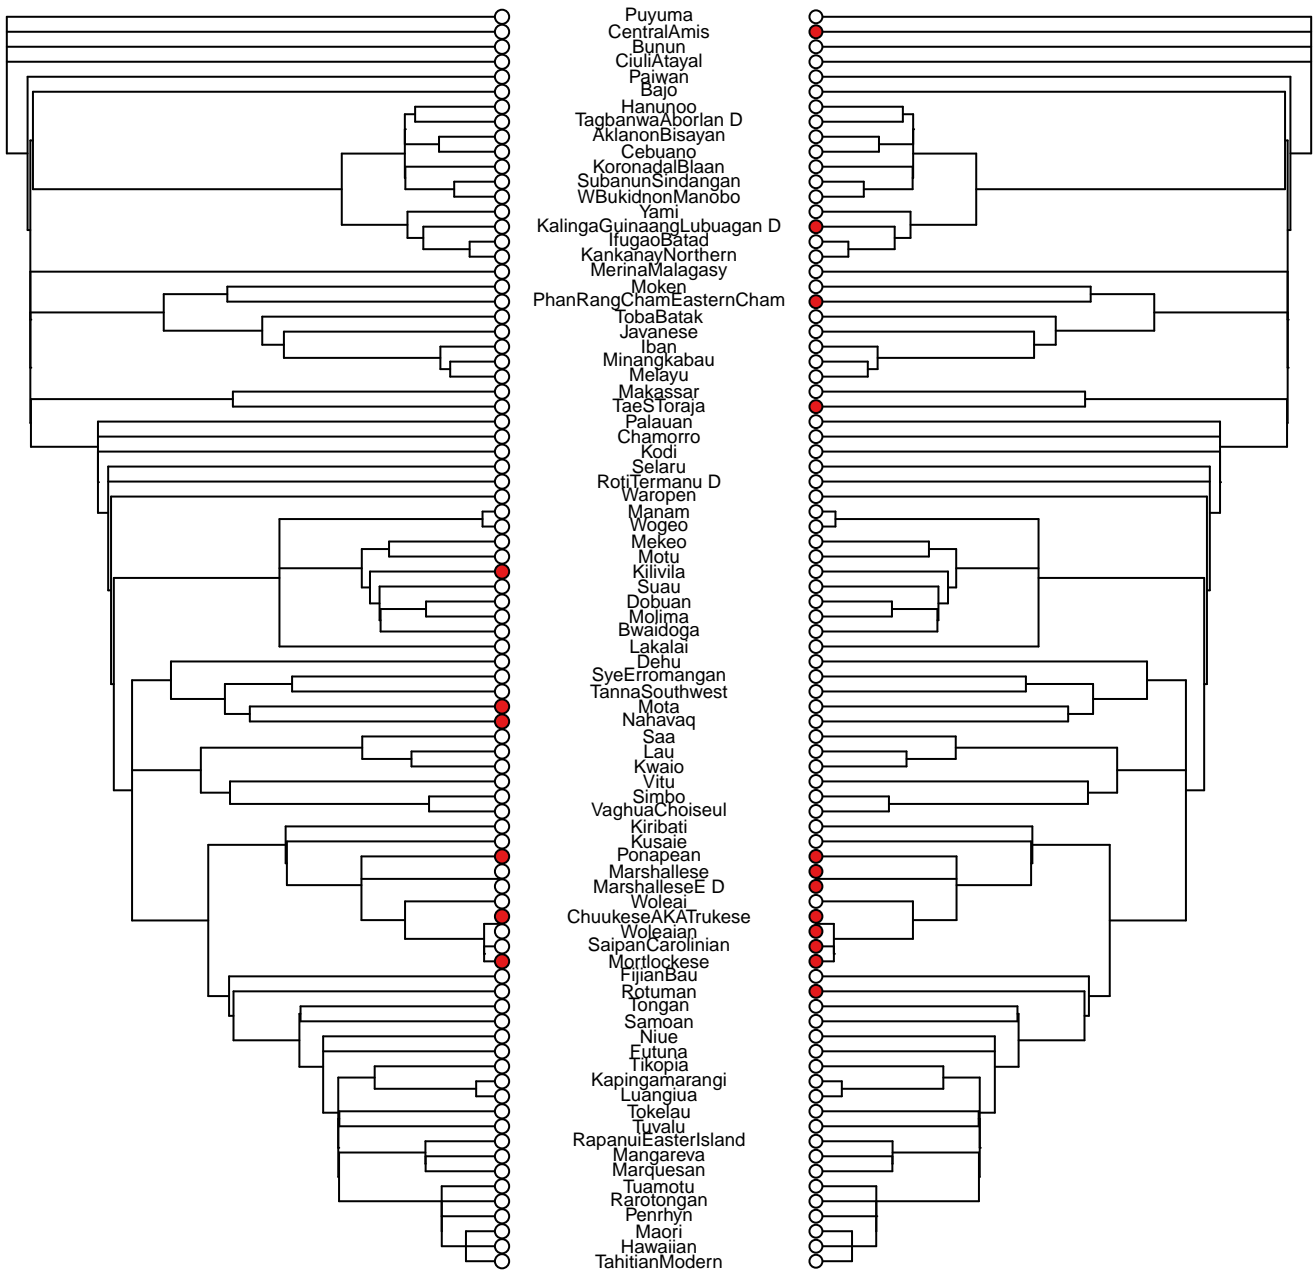 Puyuma
CentralAmis
Bunun
CiuliAtayal
Paiwan
Bajo
Hanunoo
TagbanwaAborlan D
AklanonBisayan
Cebuano
KoronadalBlaan
SubanunSindangan
WBukidnonManobo
Yami
KalingaGuinaangLubuagan D
IfugaoBatad
KankanayNorthern
MerinaMalagasy
Moken
PhanRangChamEasternCham
TobaBatak
Javanese
Iban
Minangkabau
Melayu
Makassar
TaeSToraja
Palauan
Chamorro
Kodi
Selaru
RotiTermanu D
Waropen
Manam
Wogeo
Mekeo
Motu
Kilivila
Suau
Dobuan
Molima
Bwaidoga
Lakalai
Dehu
SyeErromangan
TannaSouthwest
Mota
Nahavaq
Saa
Lau
Kwaio
Vitu
Simbo
VaghuaChoiseul
Kiribati
Kusaie
Ponapean
Marshallese
MarshalleseE D
Woleai
ChuukeseAKATrukese
Woleaian
SaipanCarolinian
Mortlockese
FijianBau
Rotuman
Tongan
Samoan
Niue
Futuna
Tikopia
Kapingamarangi
Luangiua
Tokelau
Tuvalu
RapanuiEasterIsland
Mangareva
Marquesan
Tuamotu
Rarotongan
Penrhyn
Maori
Hawaiian
TahitianModern